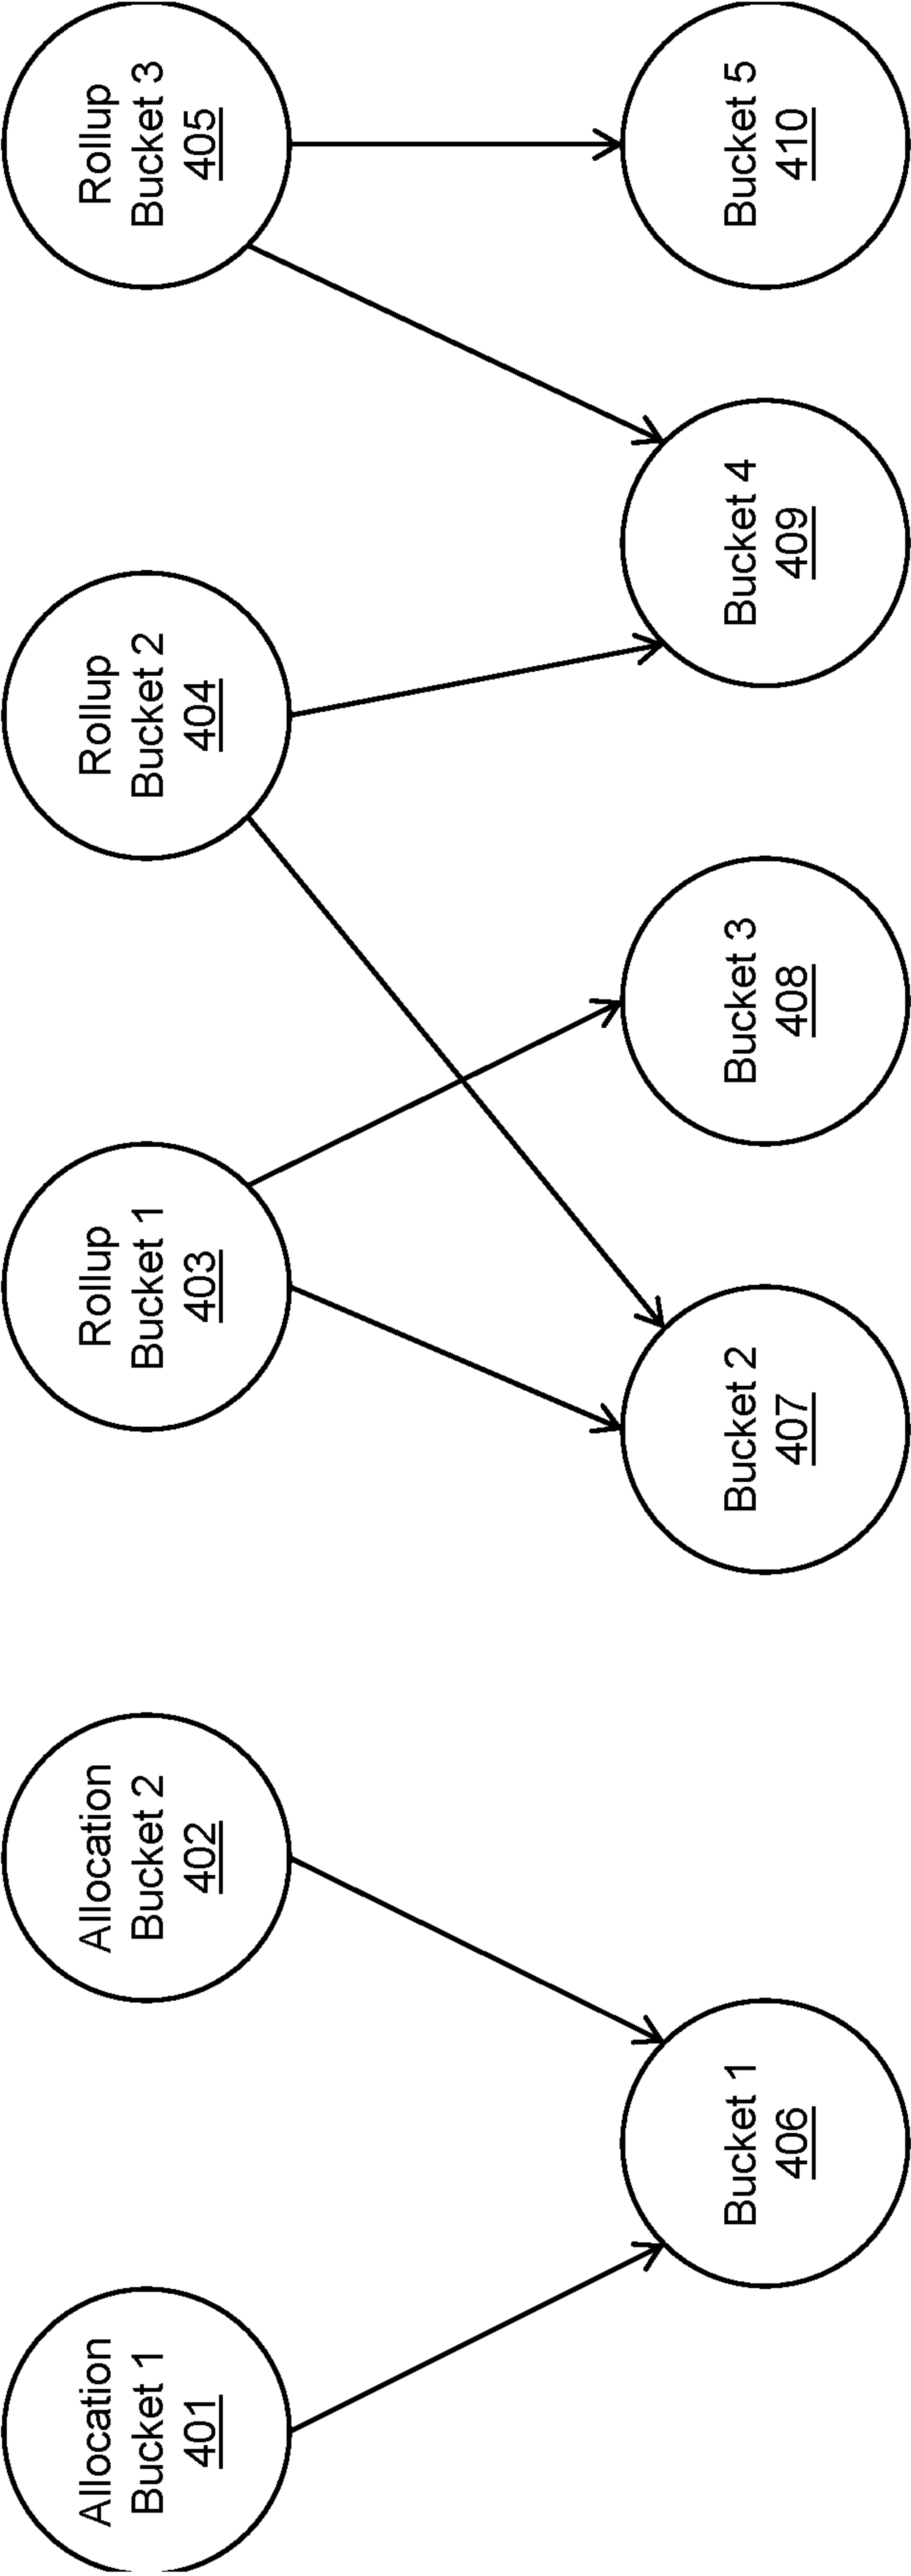 Allocation
Bucket 1
401
Allocation
Bucket 2
402
Rollup
Bucket 1
403
Rollup
Bucket 2
404
Rollup
Bucket 3
405
Bucket 1
406
Bucket 2
407
Bucket 3
408
Bucket 4
409
Bucket 5
410